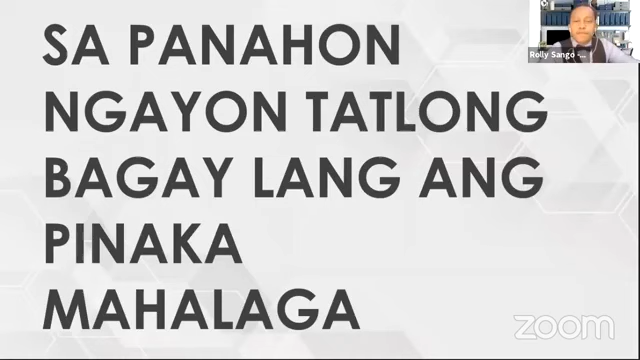 SA PANAHON
NGAYON TATLONG
BAGAY LANG ANG
PINAKA
MAHALAGA
Rolly Sango -...
zoom